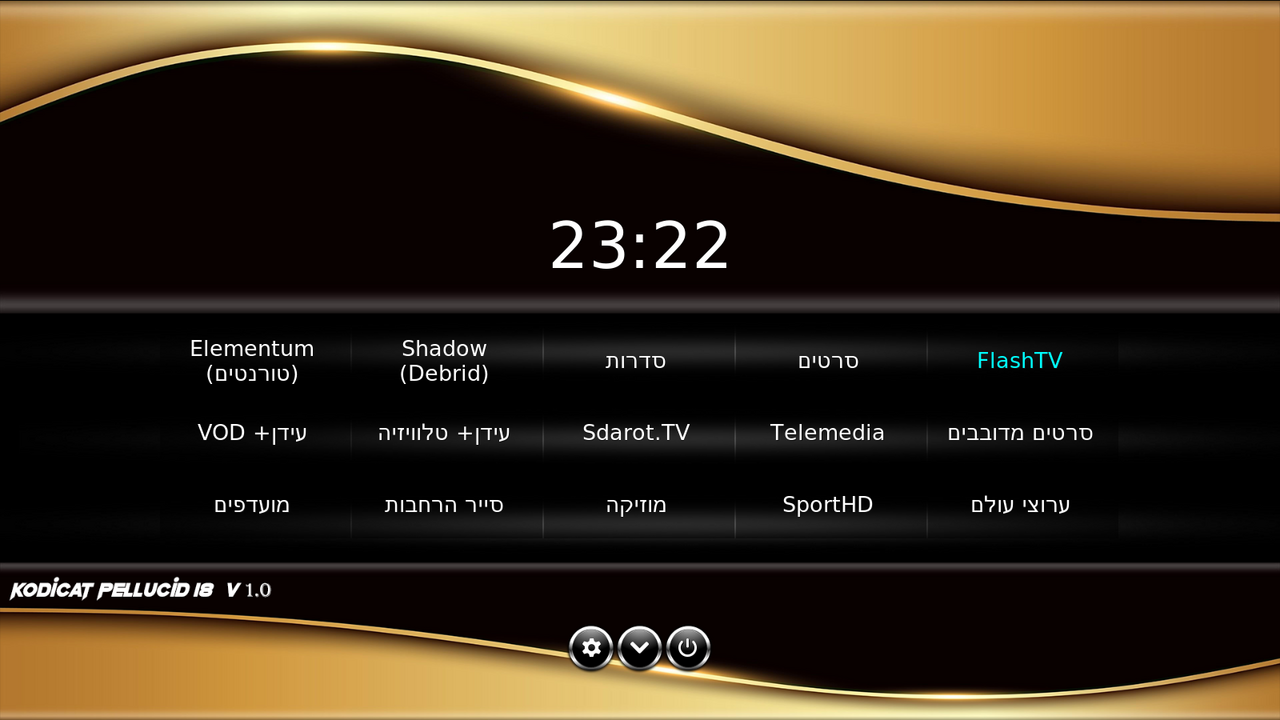 23:22
FlashTV
סרטים
סדרות
Shadow
(Debrid)
Elementum
(טורנטים)
סרטים מדובבים
Telemedia
Sdarot.TV
עידן+ טלוויזיה
עידן+ VOD
ערוצי עולם
SportHD
מוזיקה
סייר הרחבות
מועדפים
KODICAT PELLUCID 18 V 1.0